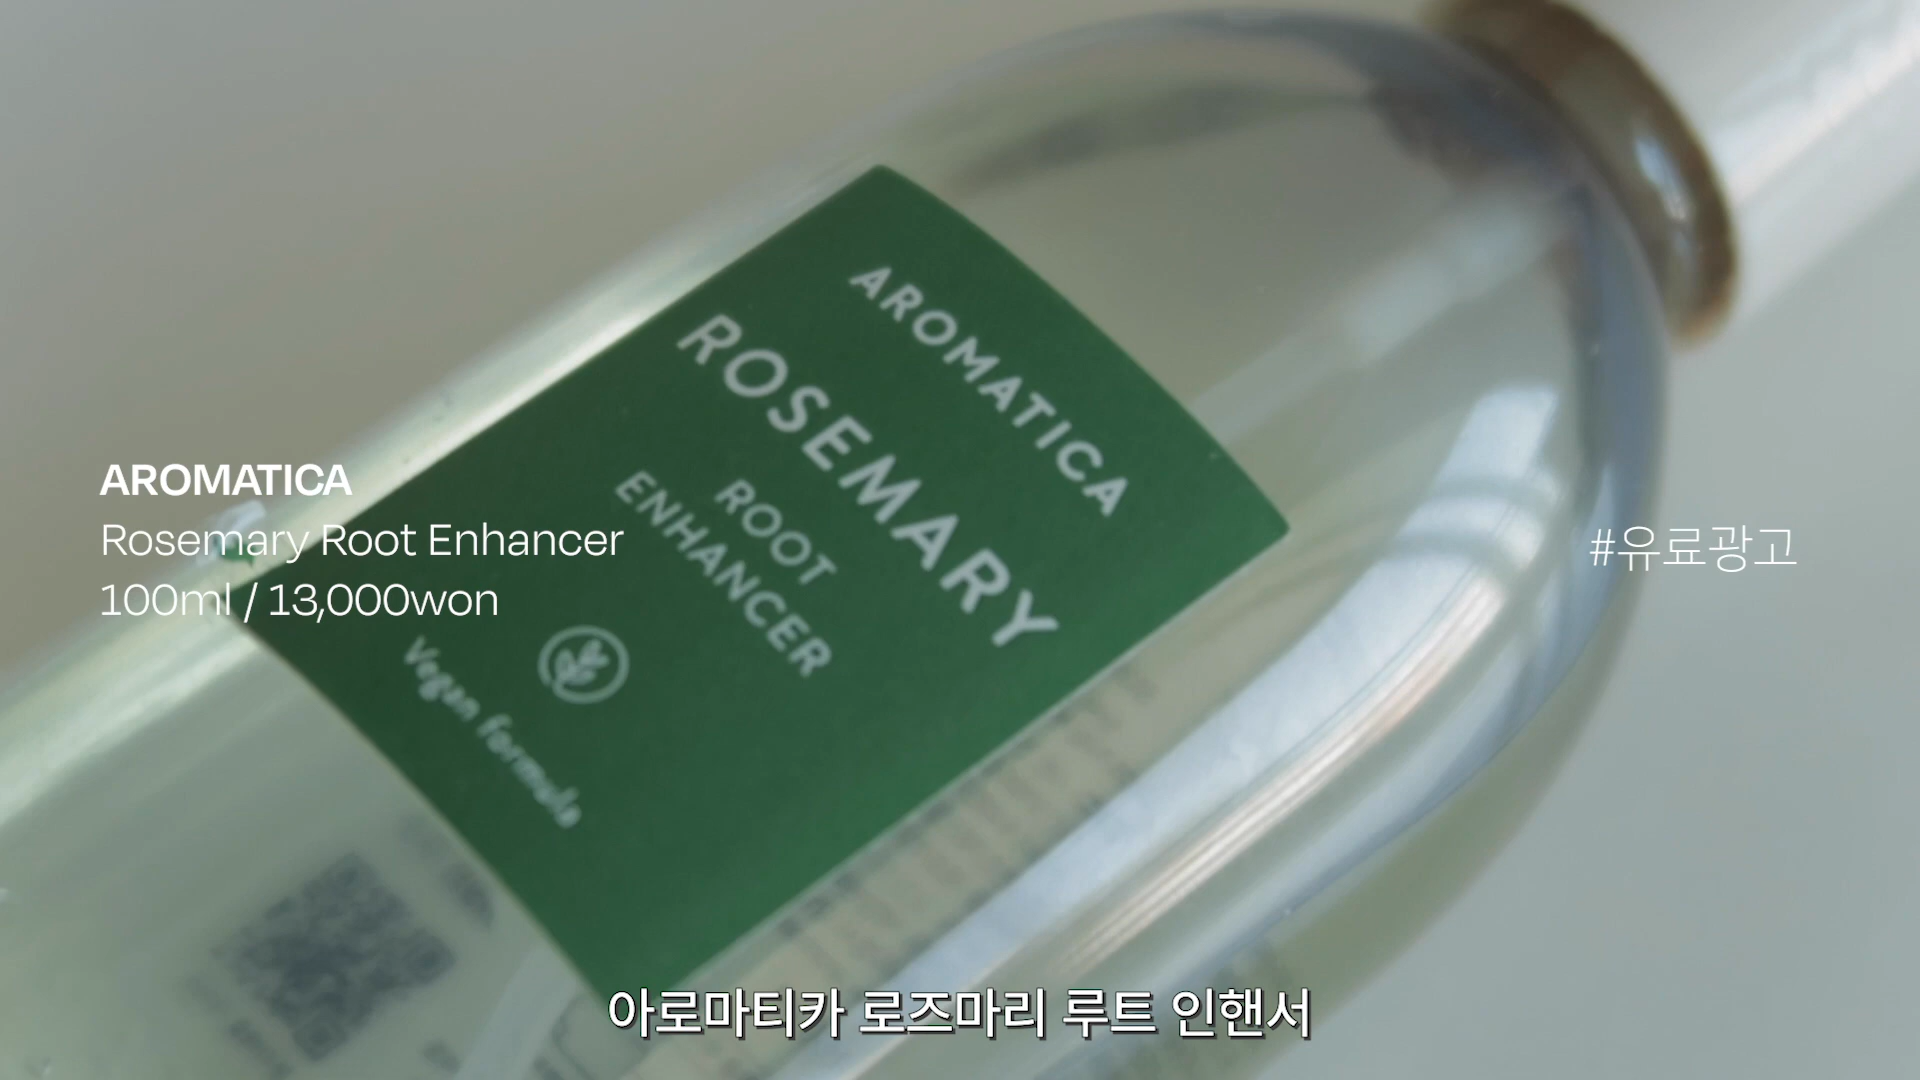 AROMATICA
ROSEMARY
ROOT
ENHANCER
Vegan formula
AROMATICA
Rosemary Root Enhancer
100ml / 13,000won
#유료광고
아로마티카 로즈마리 루트 인핸서